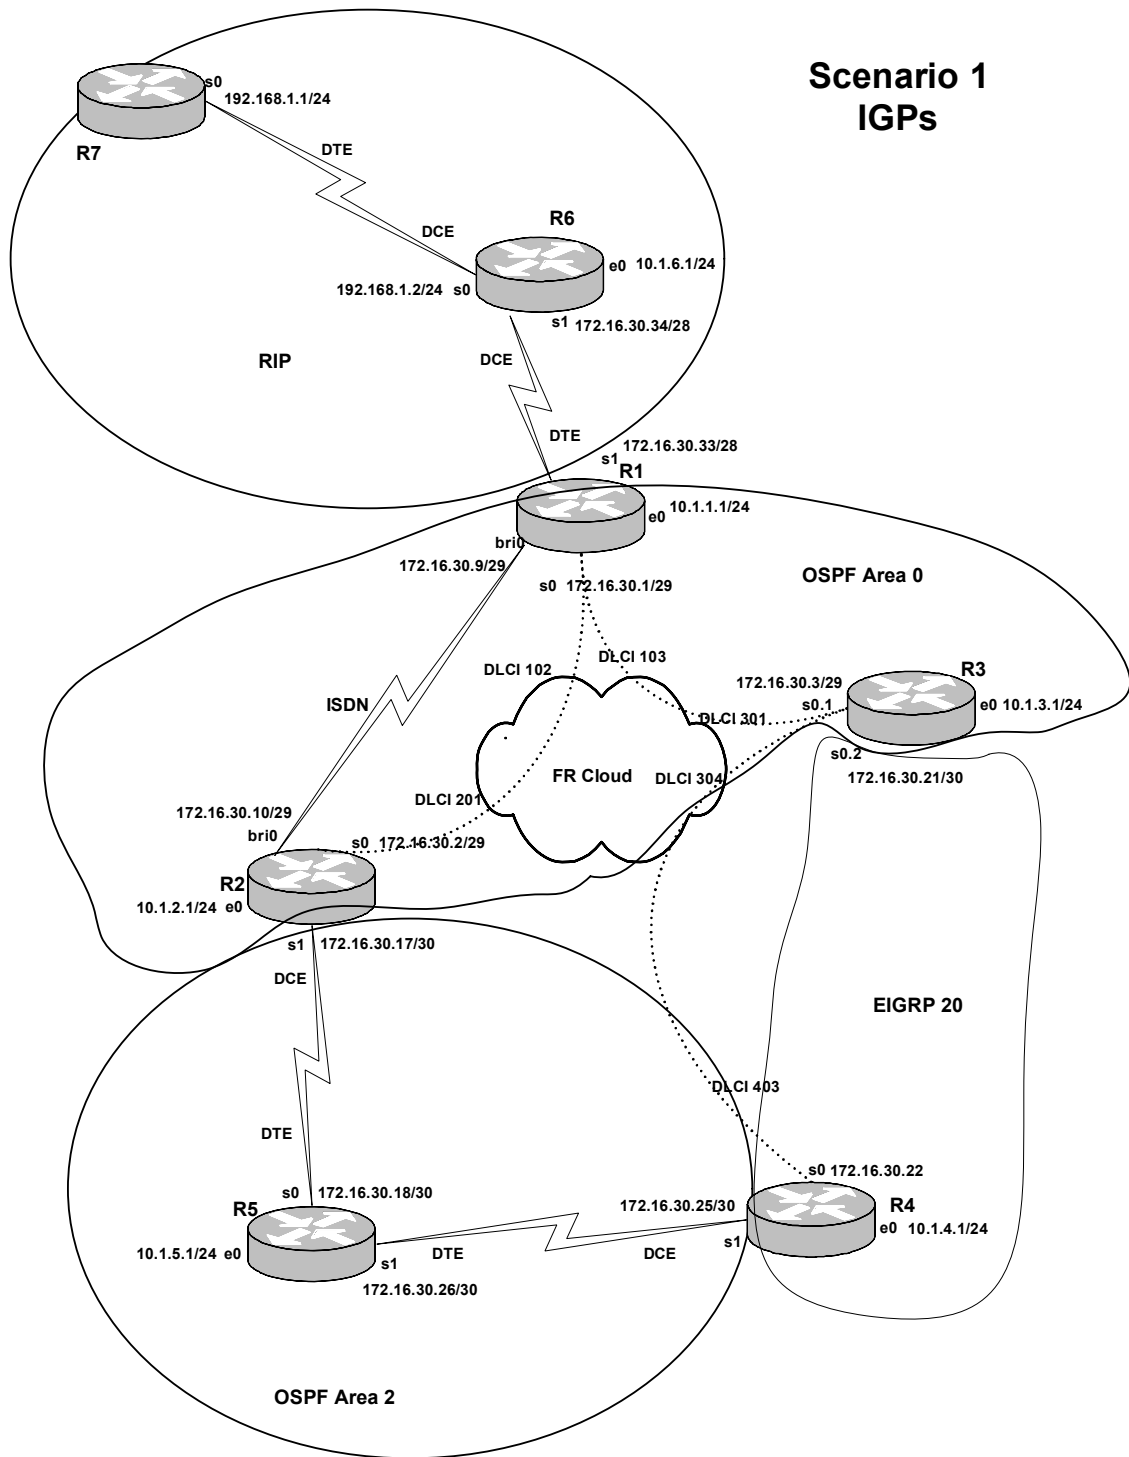 Scenario 1
IGPs
s0
192.168.1.1/24
R7
DTE
DCE
R6
e0 10.1.6.1/24
192.168.1.2/24 s0
s1 172.16.30.34/28
RIP
DCE
DTE
172.16.30.33/28
s1
R1
10.1.1.1/24
e0
bri0
172.16.30.9/29
s0 172.16.30.1/29
OSPF Area 0
DLCI 102
DLCI 103
ISDN
R3
172.16.30.3/29
s0.1
e0 10.1.3.1/24
DLCI 301
s0.2
172.16.30.21/30
FR Cloud
DLCI 304
DLCI 201
172.16.30.10/29
bri0
s0 172.16.30.2/29
R2
10.1.2.1/24 e0
s1 172.16.30.17/30
DCE
EIGRP 20
DLCI 403
DTE
s0 172.16.30.22
s0 172.16.30.18/30
172.16.30.25/30
R5
R4
e0 10.1.4.1/24
10.1.5.1/24 e0
s1
DTE
DCE
s1
172.16.30.26/30
OSPF Area 2